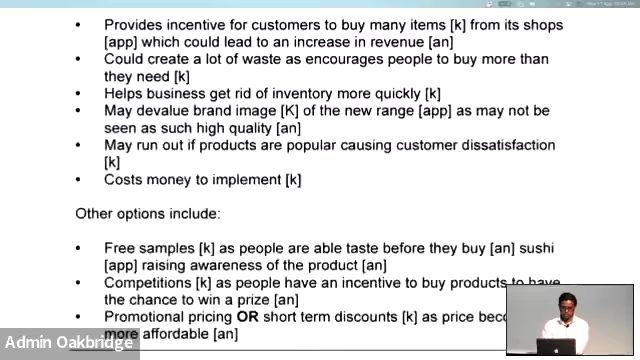 • Provides incentive for customers to buy many items [k] from its shops
[app] which could lead to an increase in revenue [an]
• Could create a lot of waste as encourages people to buy more than
they need [k]
• Helps business get rid of inventory more quickly [k]
• May devalue brand image [K] of the new range [app] as may not be
seen as such high quality [an]
• May run out if products are popular causing customer dissatisfaction
[k]
• Costs money to implement [k]
Other options include:
• Free samples [k] as people are able taste before they buy [an] sushi
[app] raising awareness of the product [an]
• Competitions [k] as people have an incentive to buy products to have
the chance to win a prize [an]
• Promotional pricing OR short term discounts [k] as price
more affordable [an]
Admin Oakbridge